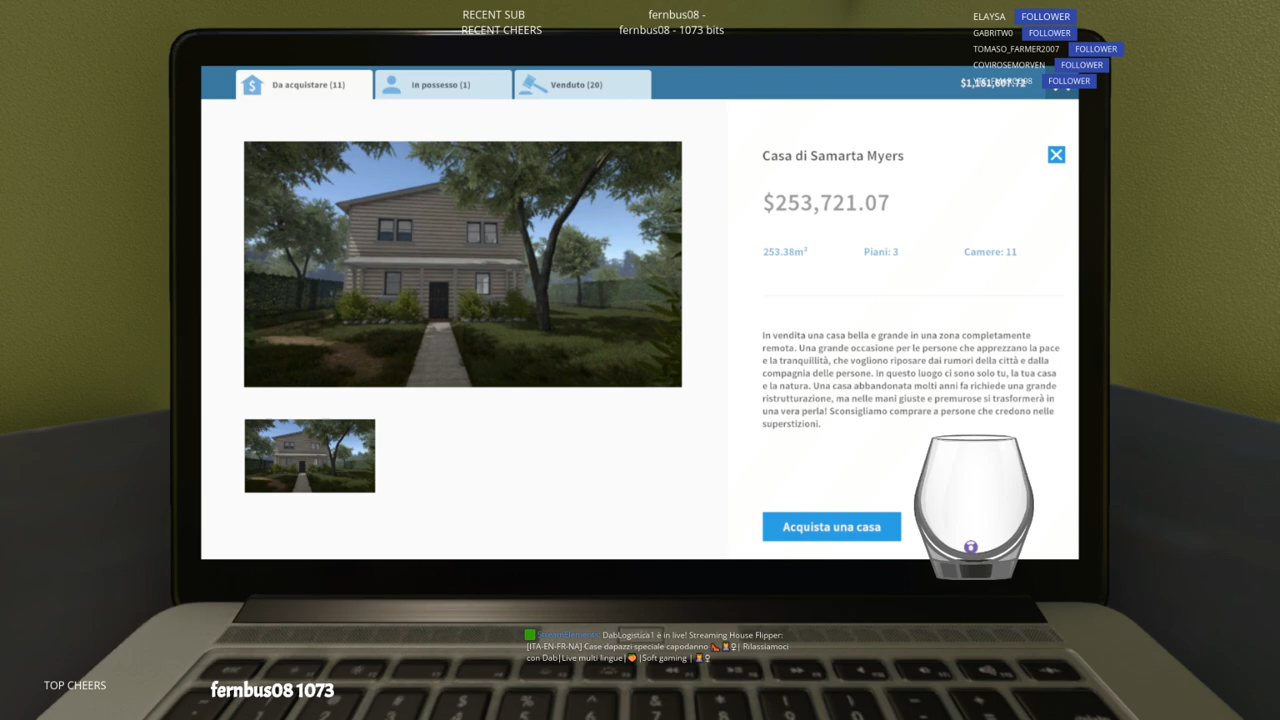 RECENT SUB
fernbus08 -
RECENT CHEERS
fernbus08 - 1073 bits
ELAYSA FOLLOWER
GABRITW0 FOLLOWER
TOMASO_FARMER2007 FOLLOWER
COVIROSEMORVEN FOLLOWER
FOLLOWER
Da acquistare (11)
In possesso (1)
Venduto (20)
Casa di Samarta Myers
$253,721.07
253.38m³
Piani: 3
Camere: 11
In vendita una casa bella e grande in una zona completamente
remota. Una grande occasione per le persone che apprezzano la pace
e la tranquillità, che vogliono riposare dai rumori della città e dalla
compagnia delle persone. In questo luogo ci sono solo tu, la tua casa
e la natura. Una casa abbandonata molti anni fa richiede una grande
ristrutturazione, ma nelle mani giuste e premurose si trasformerà in
una vera perla! Sconsigliamo comprare a persone che credono nelle
superstizioni.
Acquista una casa
StreamElements: DabLogistica1 è in live! Streaming House Flipper:
[ITA-EN-FR-NA] Case dapazzi speciale capodanno | Rilassiamoci
con Dab|Live multi lingue| |Soft gaming |
TOP CHEERS
fernbus08 1073